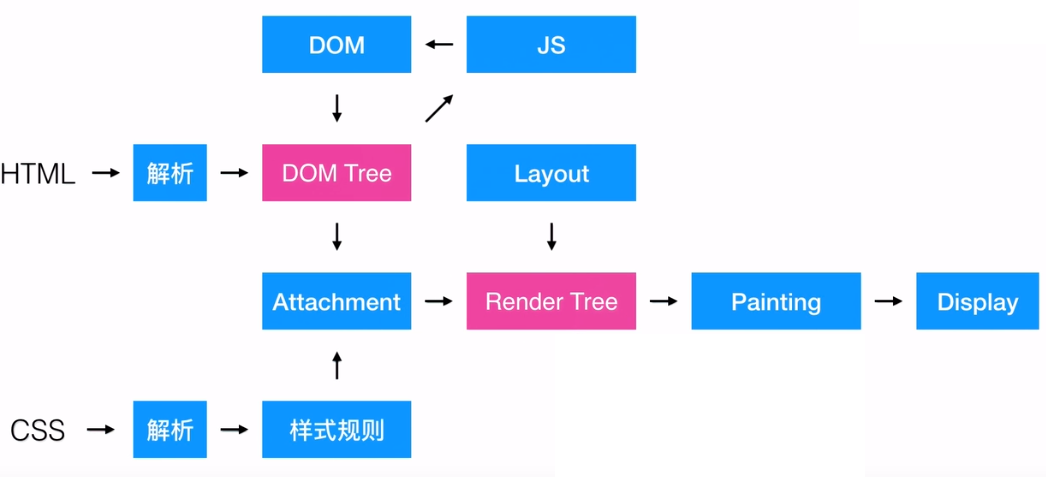 DOM
JS
HTML
解析
DOM Tree
Layout
Attachment
Render Tree
Painting
Display
CSS
解析
样式规则